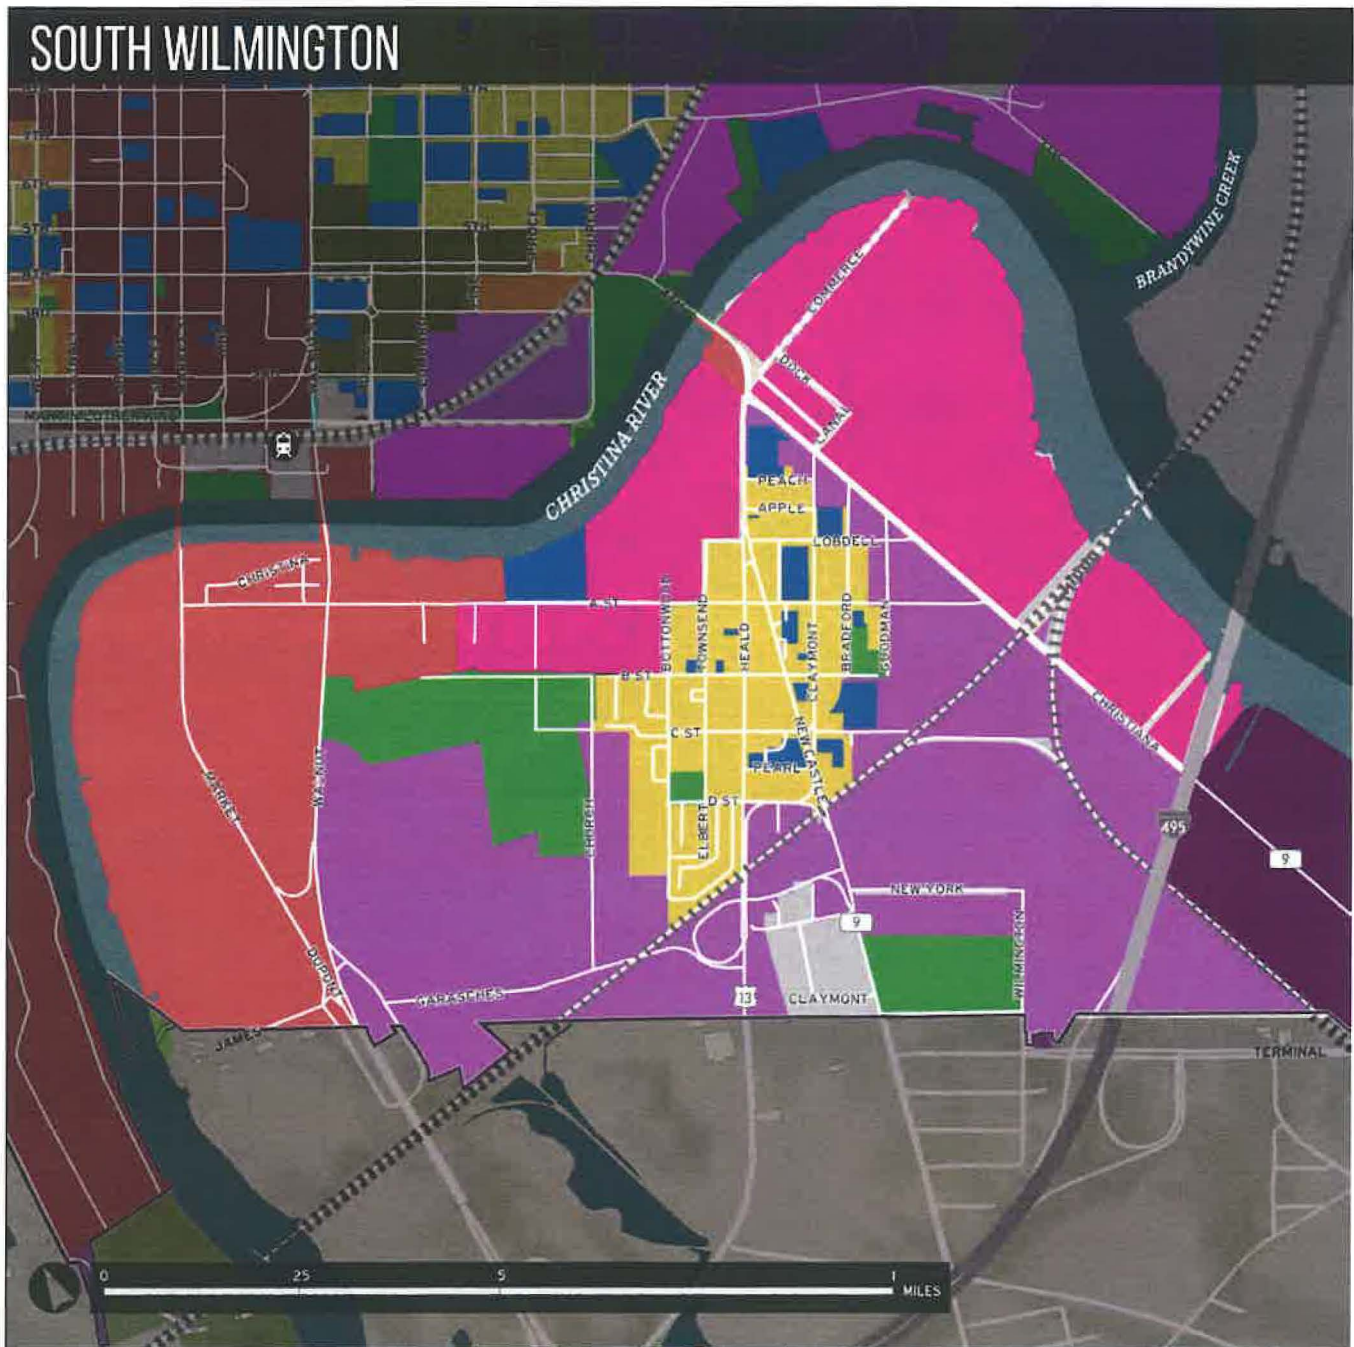 SOUTH WILMINGTON
6TH
5TH
BRANDYWINE CREEK
COMMERCE
DOCK
CANAL
CHRISTINA RIVER
PEACH
APPLE
LOBDELL
CHRISTINA
A ST
BUTTONWOOD
TOWNSEND
HEALD
CLAYMONT
BRADFORD
GOODMAN
B ST
C ST
NEW CASTLE
CHRISTIANA
MARKET
WALNUT
PEARL
D ST
CHURCH
ELBERT
495
9
NEW YORK
9
WILMINGTON
DUPONT
GARASCHES
13
CLAYMONT
JAMES
TERMINAL
0 25 5 1
MILES